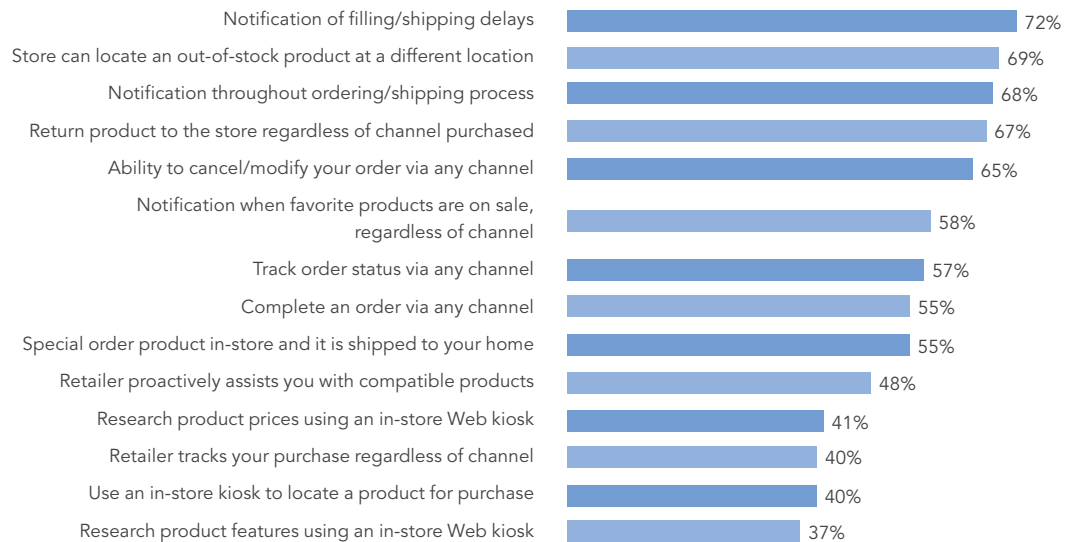 Notification of filling/shipping delays 72%
Store can locate an out-of-stock product at a different location 69%
Notification throughout ordering/shipping process 68%
Return product to the store regardless of channel purchased 67%
Ability to cancel/modify your order via any channel 65%
Notification when favorite products are on sale,
regardless of channel 58%
Track order status via any channel 57%
Complete an order via any channel 55%
Special order product in-store and it is shipped to your home 55%
Retailer proactively assists you with compatible products 48%
Research product prices using an in-store Web kiosk 41%
Retailer tracks your purchase regardless of channel 40%
Use an in-store kiosk to locate a product for purchase 40%
Research product features using an in-store Web kiosk 37%